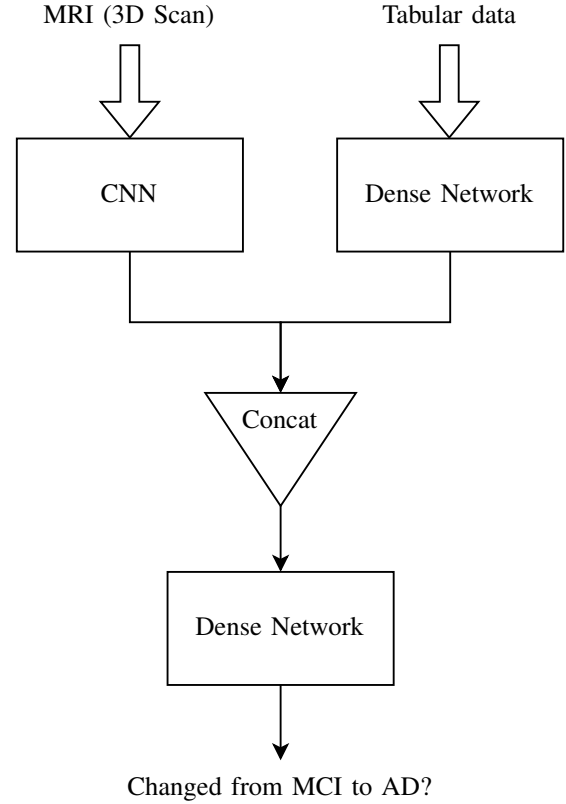 MRI (3D Scan)
Tabular data
CNN
Dense Network
Concat
Dense Network
Changed from MCI to AD?